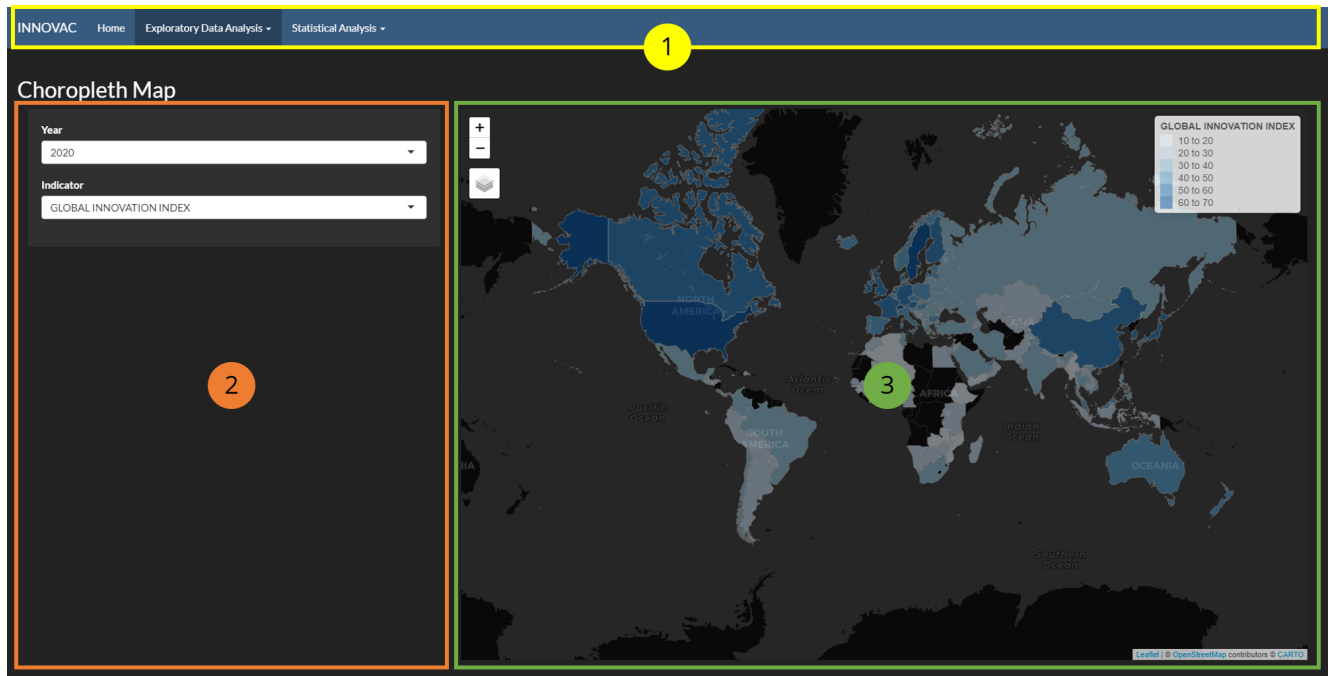 INNOVAC Home Exploratory Data Analysis Statistical Analysis
1
Choropleth Map
Year
2020
Indicator
GLOBAL INNOVATION INDEX
2
+
−
GLOBAL INNOVATION INDEX
10 to 20
20 to 30
30 to 40
40 to 50
50 to 60
60 to 70
NORTH
AMERICA
Atlantic
Ocean
3
AFRICA
ASIA
Pacific
Ocean
Indian
Ocean
SOUTH
AMERICA
IA
OCEANIA
Southern
Ocean
Leaflet | © OpenStreetMap contributors © CARTO